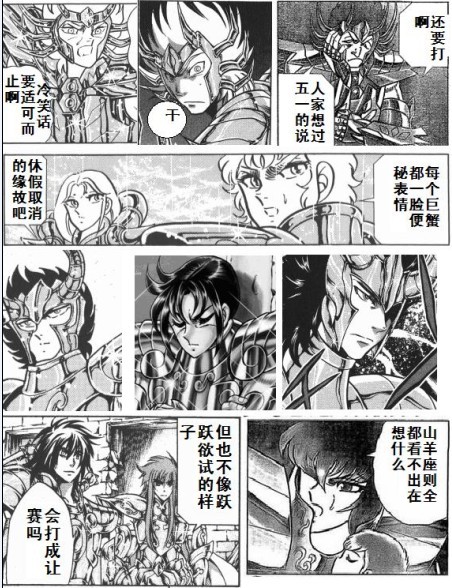 还要打
啊
人家想过
五一的说
干
冷笑话
要适可而
止啊
每个巨蟹
都一脸便
秘表情
休假取消
的缘故吧
山羊座则全
都看不出在
想什么
但也不像
跃欲试的样
子
会打成让
赛吗